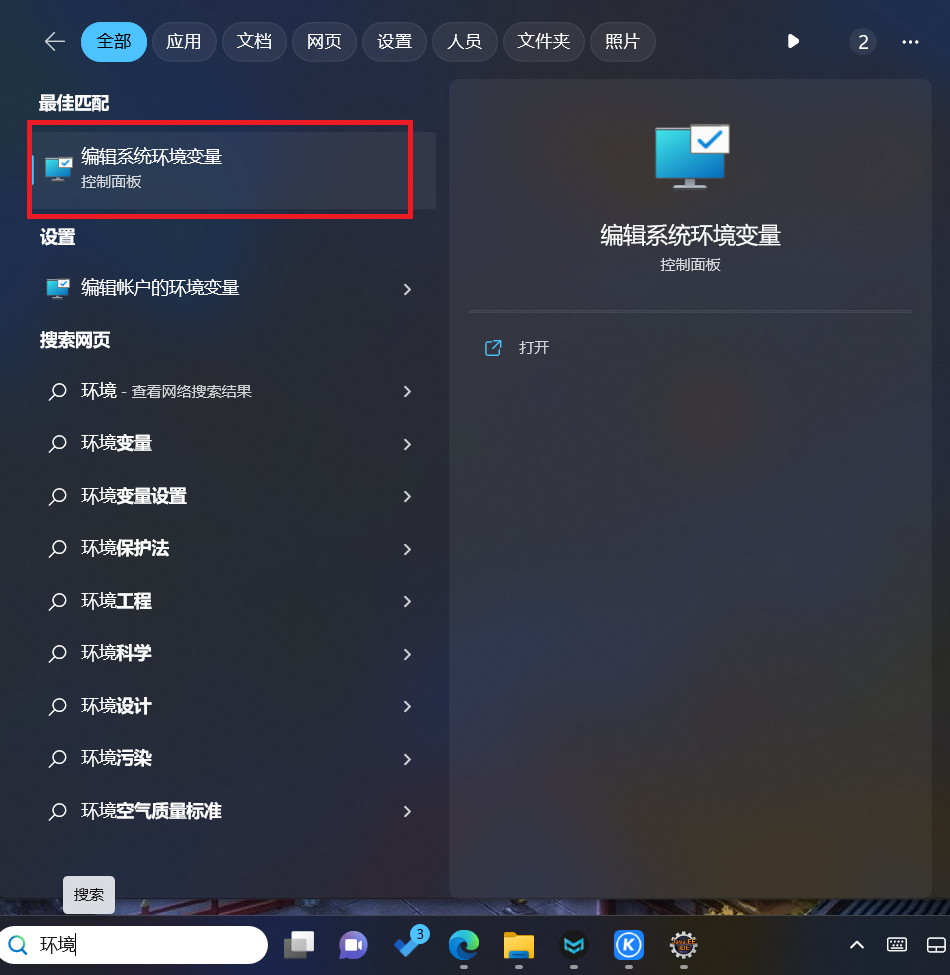 全部 应用 文档 网页 设置 人员 文件夹 照片 2
最佳匹配
编辑系统环境变量
控制面板
设置
编辑帐户的环境变量
搜索网页
环境 - 查看网络搜索结果
环境变量
环境变量设置
环境保护法
环境工程
环境科学
环境设计
环境污染
环境空气质量标准
编辑系统环境变量
控制面板
打开
搜索
环境
3
K